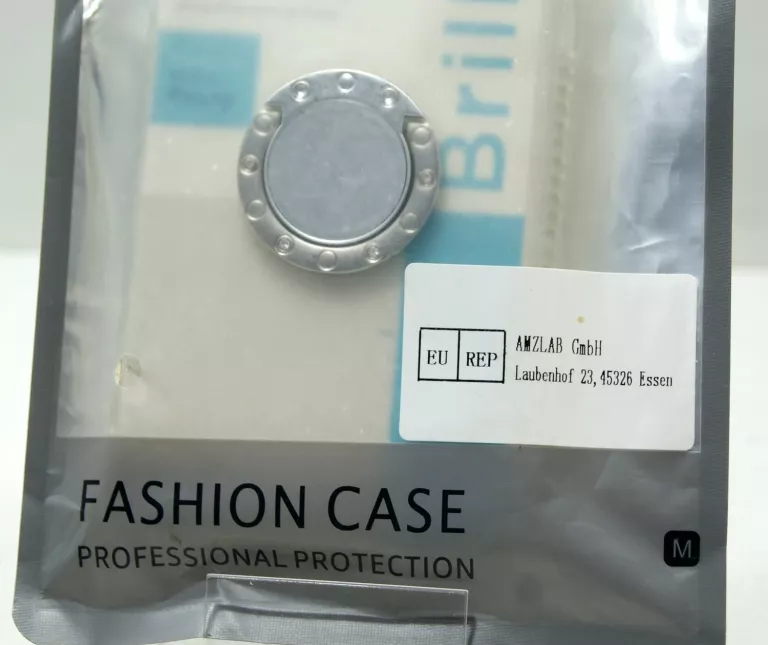 Brill
EU REP
AMZLAB GmbH
Laubenhof 23, 45326 Essen
FASHION CASE
PROFESSIONAL PROTECTION
M